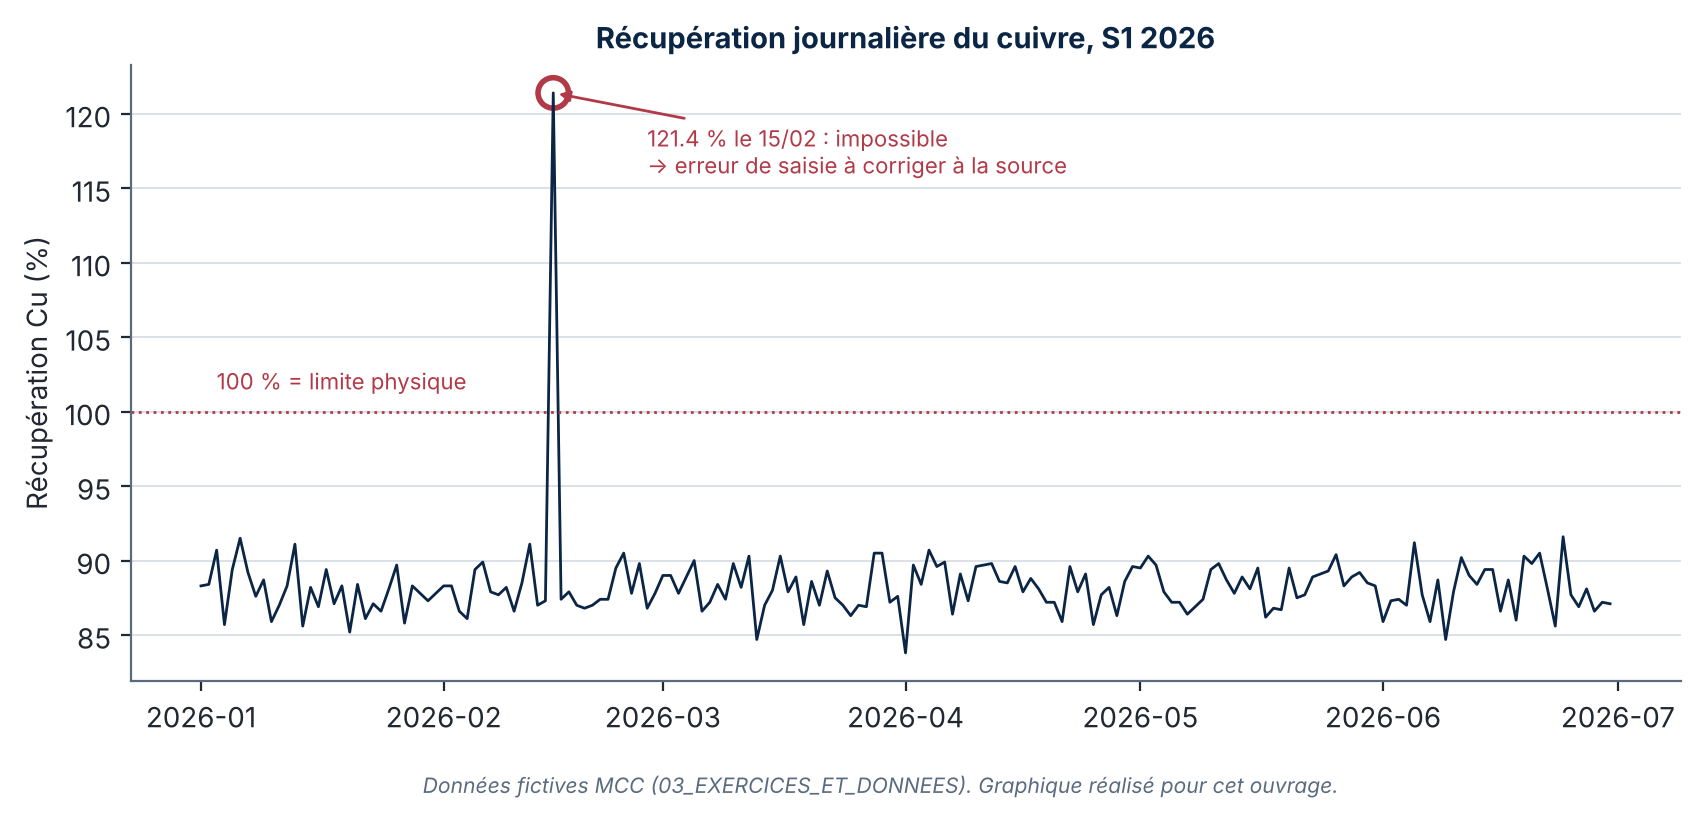 Récupération journalière du cuivre, S1 2026
Récupération Cu (%)
120
115
110
105
100
95
90
85
121.4 % le 15/02 : impossible
→ erreur de saisie à corriger à la source
100 % = limite physique
2026-01
2026-02
2026-03
2026-04
2026-05
2026-06
2026-07
Données fictives MCC (03_EXERCICES_ET_DONNEES). Graphique réalisé pour cet ouvrage.